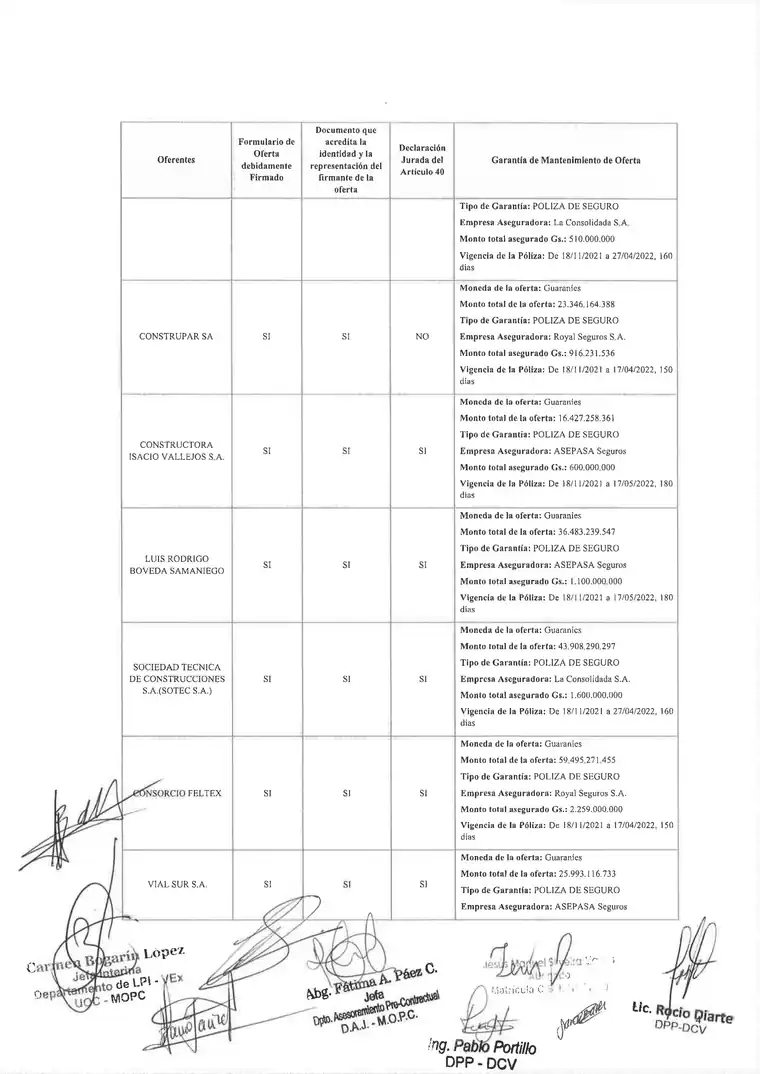 Oferentes
Formulario de
Oferta
debidamente
Firmado
Documento que
acredita la
identidad y la
representación del
firmante de la
oferta
Declaración
Jurada del
Artículo 40
Garantía de Mantenimiento de Oferta
Tipo de Garantía: POLIZA DE SEGURO
Empresa Aseguradora: La Consolidada S.A.
Monto total asegurado Gs.: 510.000.000
Vigencia de la Póliza: De 18/11/2021 a 27/04/2022, 160
días
CONSTRUPAR SA
SI
SI
NO
Moneda de la oferta: Guaraníes
Monto total de la oferta: 23.346.164.388
Tipo de Garantía: POLIZA DE SEGURO
Empresa Aseguradora: Royal Seguros S.A.
Monto total asegurado Gs.: 916.231.536
Vigencia de la Póliza: De 18/11/2021 a 17/04/2022, 150
días
CONSTRUCTORA
ISACIO VALLEJOS S.A.
SI
SI
SI
Moneda de la oferta: Guaraníes
Monto total de la oferta: 16.427.258.361
Tipo de Garantía: POLIZA DE SEGURO
Empresa Aseguradora: ASEPASA Seguros
Monto total asegurado Gs.: 600.000.000
Vigencia de la Póliza: De 18/11/2021 a 17/05/2022, 180
días
LUIS RODRIGO
BOVEDA SAMANIEGO
SI
SI
SI
Moneda de la oferta: Guaraníes
Monto total de la oferta: 36.483.239.547
Tipo de Garantía: POLIZA DE SEGURO
Empresa Aseguradora: ASEPASA Seguros
Monto total asegurado Gs.: 1.100.000.000
Vigencia de la Póliza: De 18/11/2021 a 17/05/2022, 180
días
SOCIEDAD TECNICA
DE CONSTRUCCIONES
S.A.(SOTEC S.A.)
SI
SI
SI
Moneda de la oferta: Guaraníes
Monto total de la oferta: 43.908.290.297
Tipo de Garantía: POLIZA DE SEGURO
Empresa Aseguradora: La Consolidada S.A.
Monto total asegurado Gs.: 1.600.000.000
Vigencia de la Póliza: De 18/11/2021 a 27/04/2022, 160
días
CONSORCIO FELTEX
SI
SI
SI
Moneda de la oferta: Guaraníes
Monto total de la oferta: 59.495.271.455
Tipo de Garantía: POLIZA DE SEGURO
Empresa Aseguradora: Royal Seguros S.A.
Monto total asegurado Gs.: 2.259.000.000
Vigencia de la Póliza: De 18/11/2021 a 17/04/2022, 150
días
VIAL SUR S.A.
SI
SI
SI
Moneda de la oferta: Guaraníes
Monto total de la oferta: 25.993.116.733
Tipo de Garantía: POLIZA DE SEGURO
Empresa Aseguradora: ASEPASA Seguros
Carmen Bogarín López
Jefa Interina
Departamento de LPI - VEx
UOC - MOPC
Abg. Fátima A. Páez C.
Jefa
Dpto. Asesoramiento Pre-Contractual
D.A.J. - M.O.P.C.
Matrícula
Ing. Pablo Portillo
DPP - DCV
Lic. Rocio Diarte
DPP-DCV